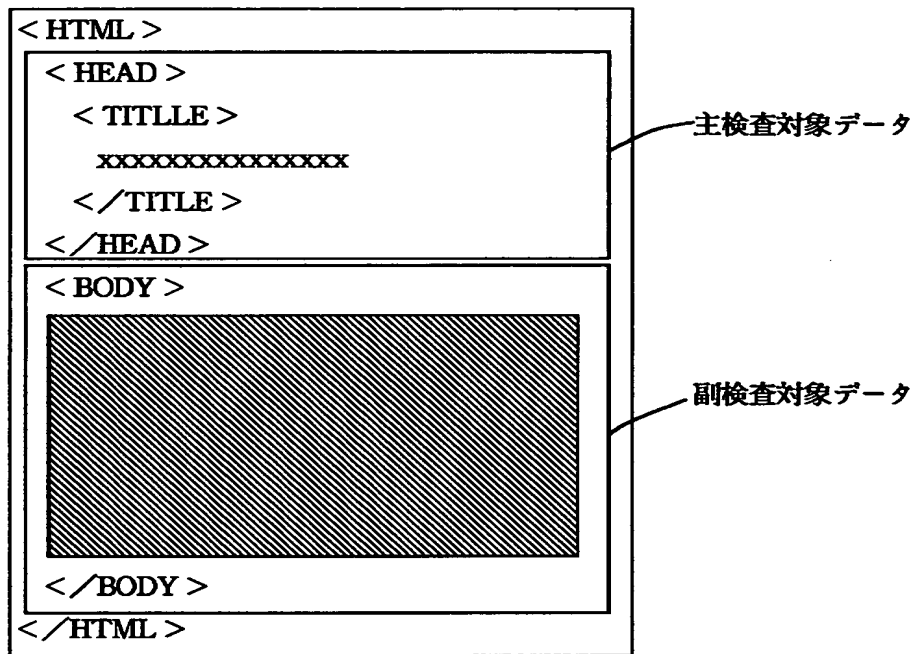 < HTML >
< HEAD >
< TITLLE >
xxxxxxxxxxxxxxx
<／TITLE >
<／HEAD >
主検査対象データ
< BODY >
副検査対象データ
<／BODY >
<／HTML >